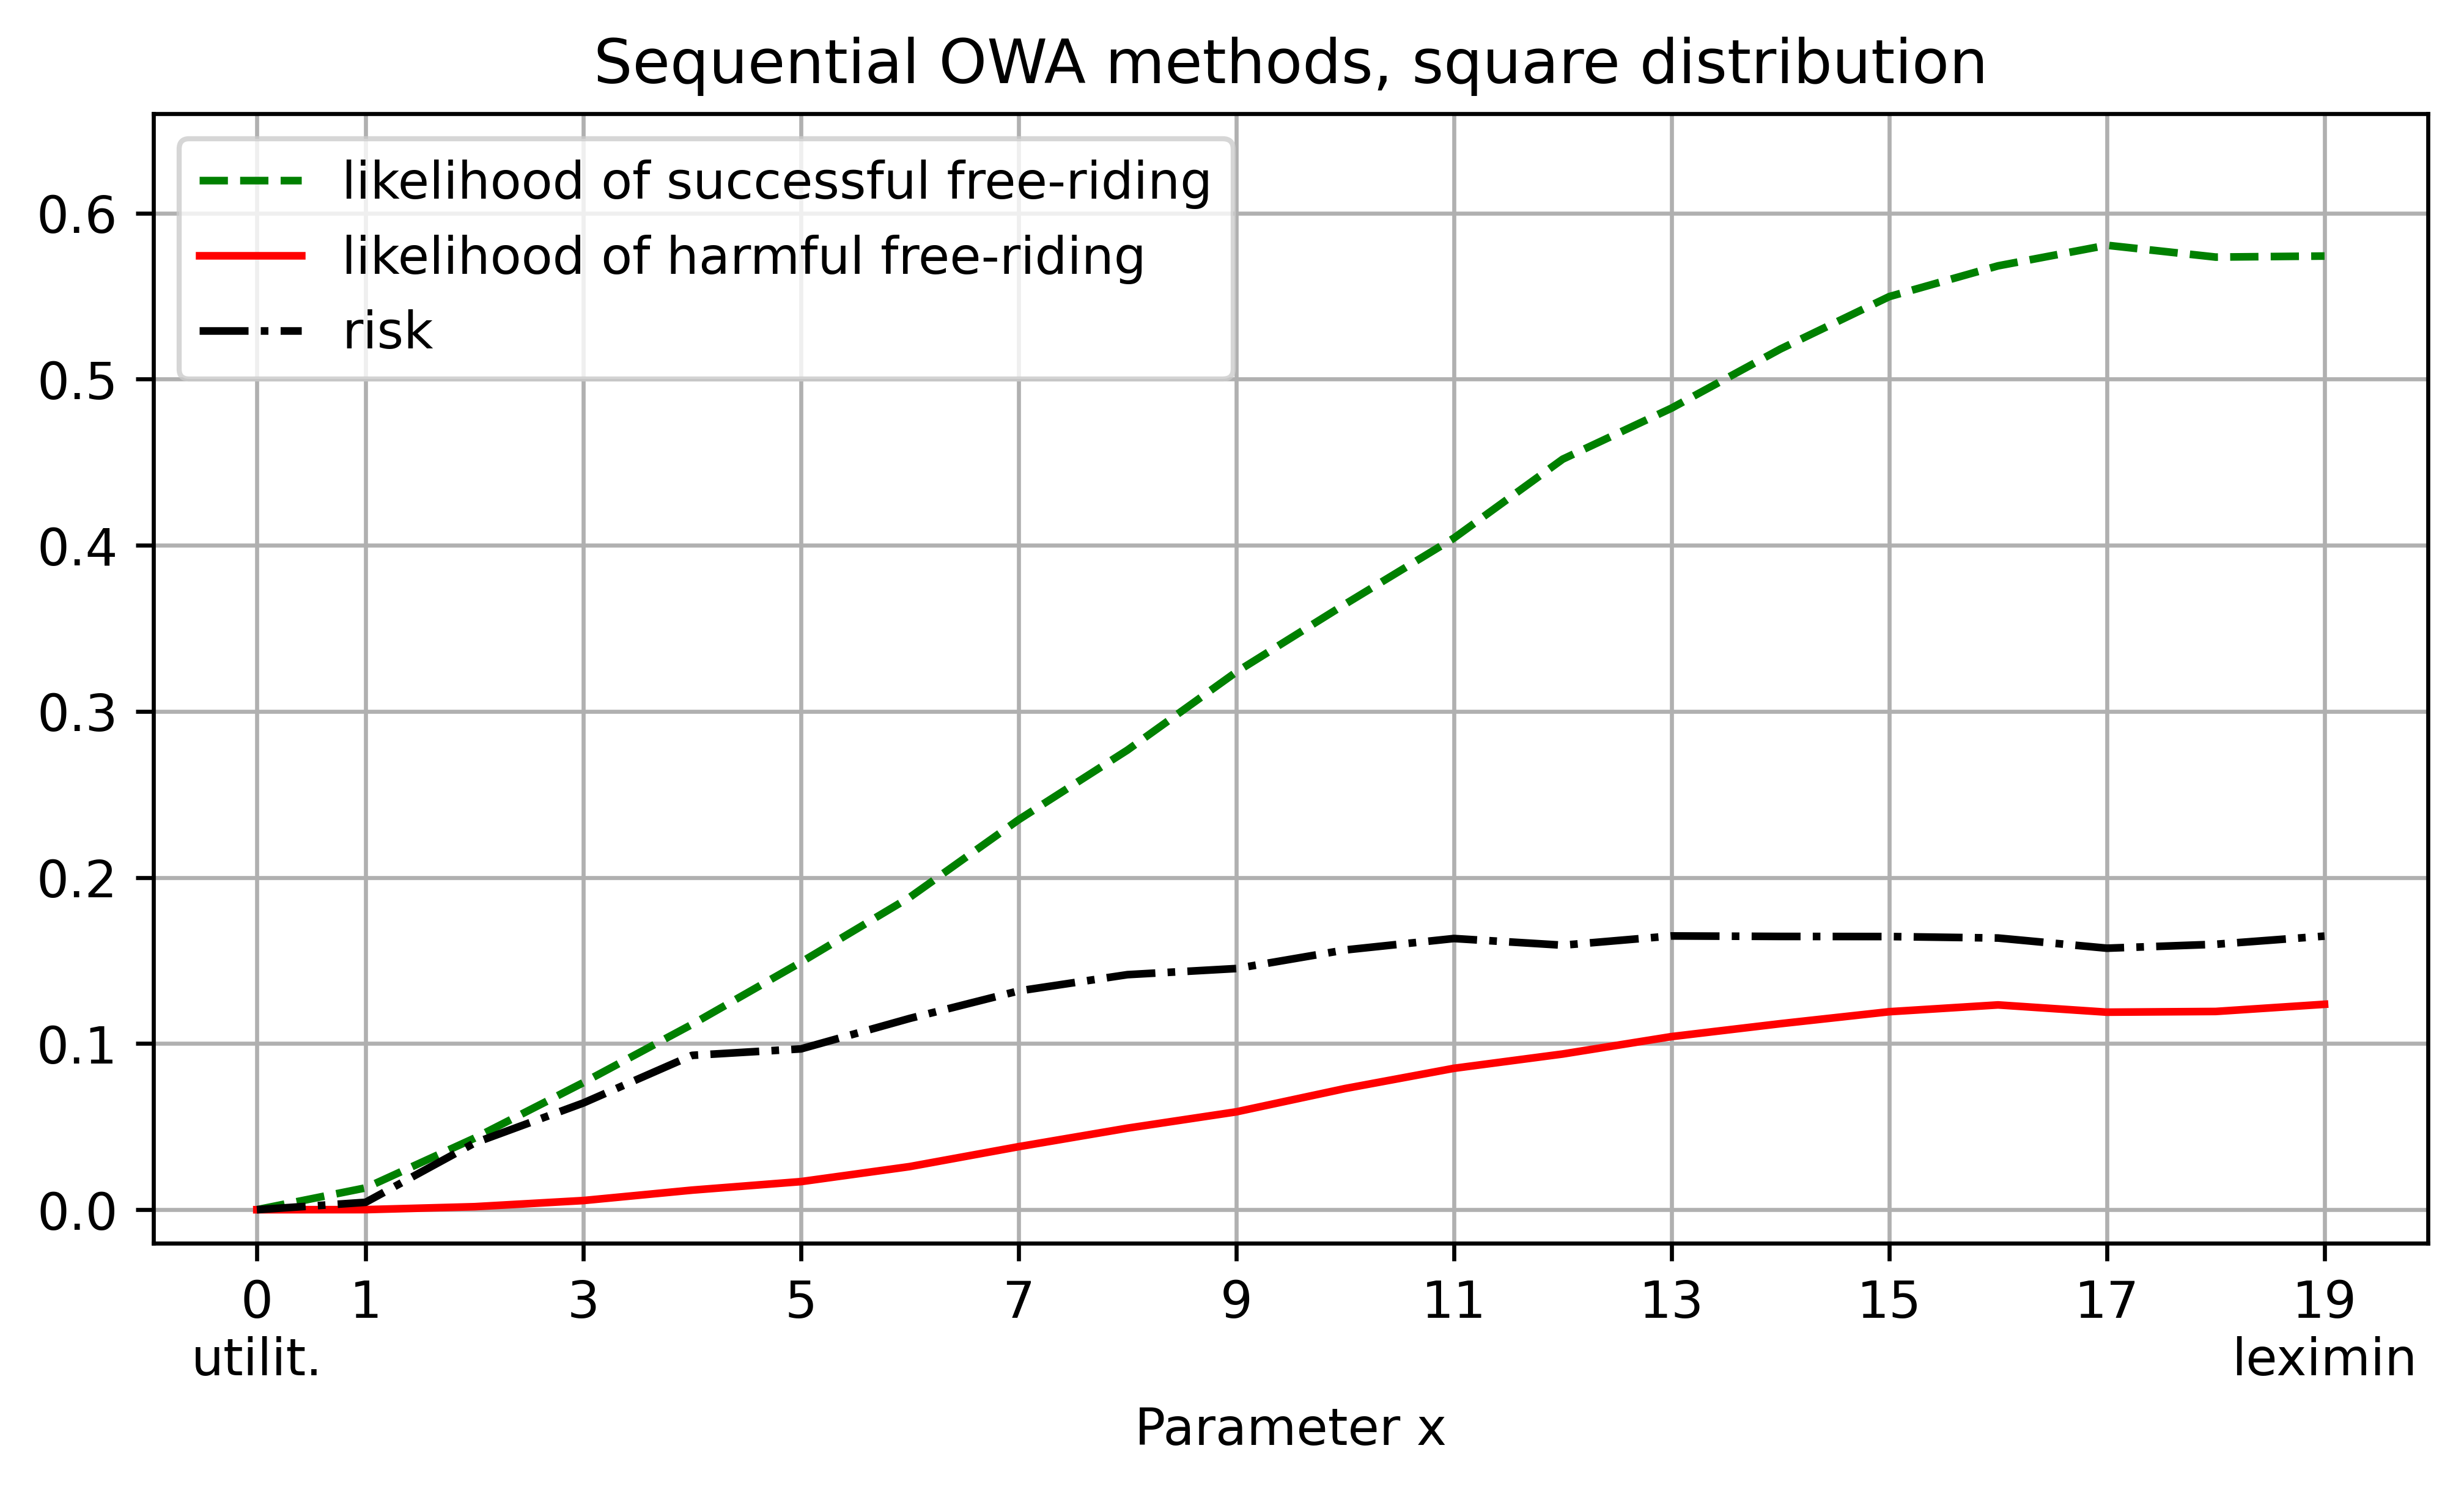 Sequential OWA methods, square distribution
likelihood of successful free-riding
likelihood of harmful free-riding
risk
0.6
0.5
0.4
0.3
0.2
0.1
0.0
0 1 3 5 7 9 11 13 15 17 19
utilit. leximin
Parameter x